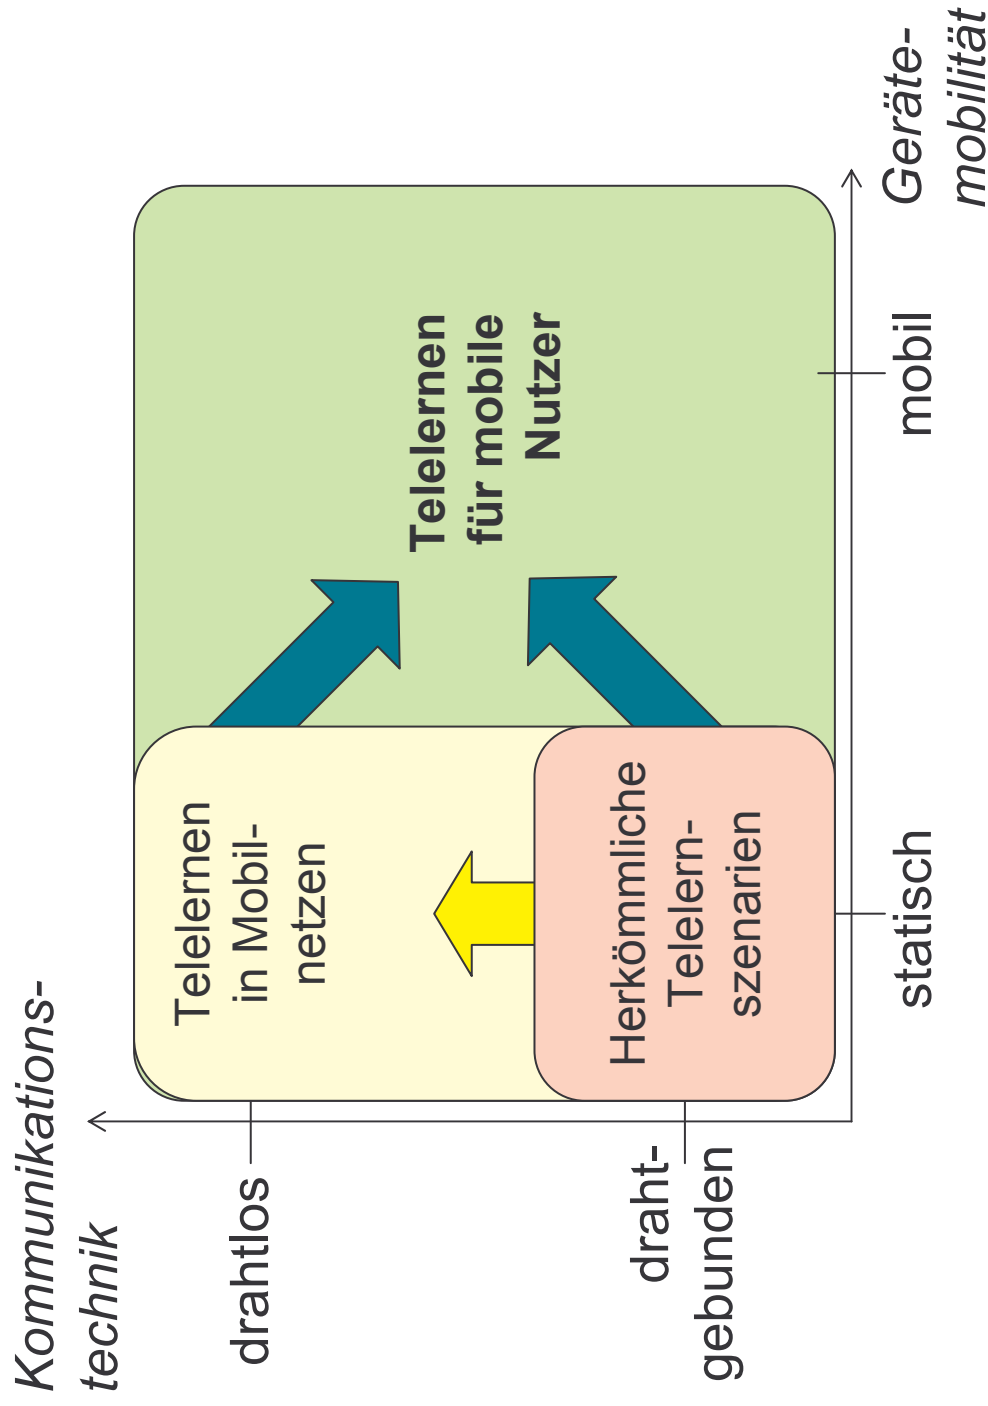 Kommunikations-
technik
drahtlos
draht-
gebunden
Telelernen
in Mobil-
netzen
Herkömmliche
Telelern-
szenarien
Telelernen
für mobile
Nutzer
statisch
mobil
Geräte-
mobilität